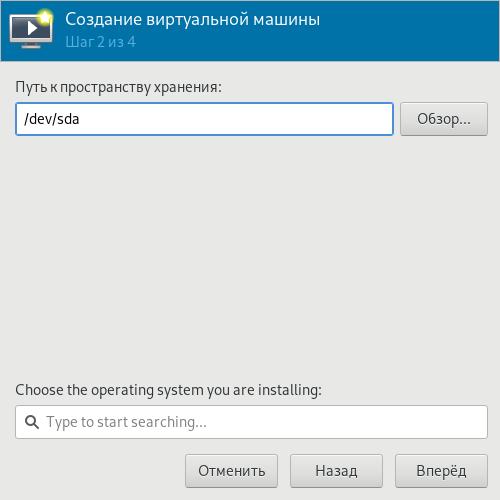 Создание виртуальной машины
Шаг 2 из 4
Путь к пространству хранения:
/dev/sda
Обзор...
Choose the operating system you are installing:
Type to start searching...
Отменить
Назад
Вперёд